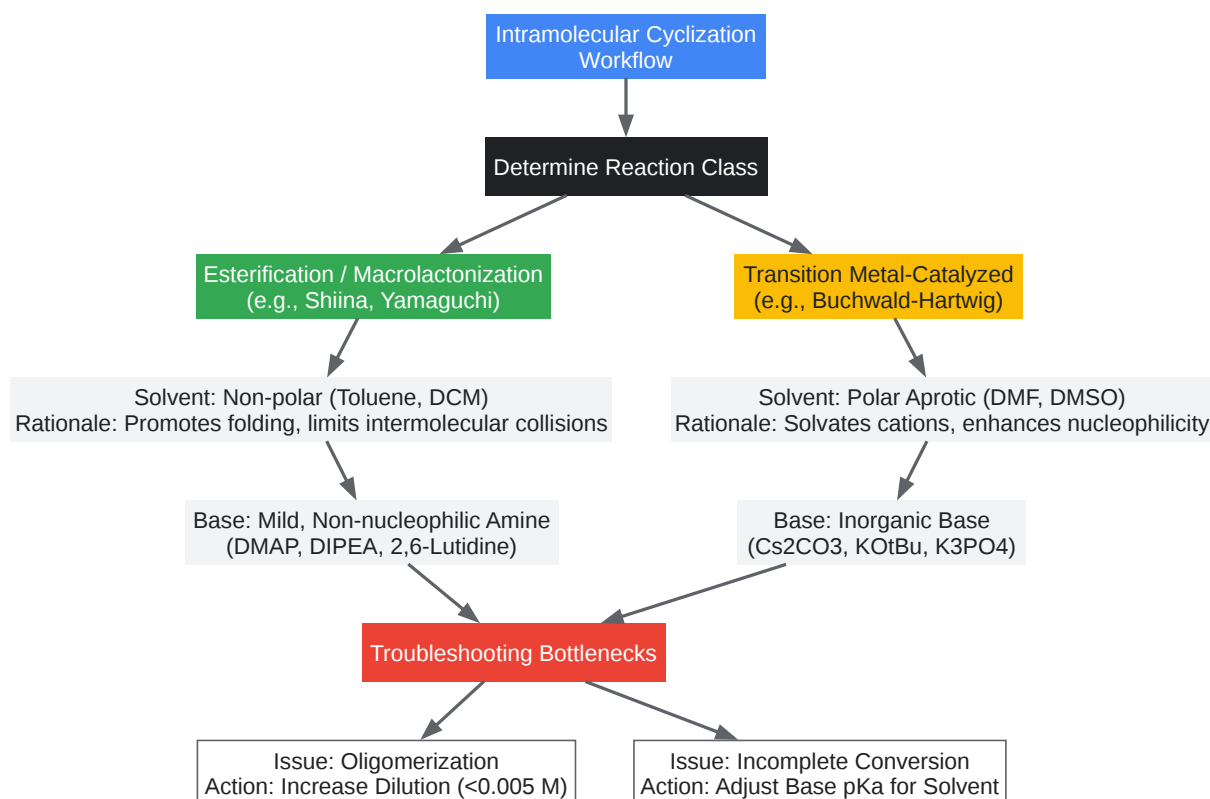 Intramolecular Cyclization
Workflow
Determine Reaction Class
Esterification / Macrolactonization
(e.g., Shiina, Yamaguchi)
Transition Metal-Catalyzed
(e.g., Buchwald-Hartwig)
Solvent: Non-polar (Toluene, DCM)
Rationale: Promotes folding, limits intermolecular collisions
Solvent: Polar Aprotic (DMF, DMSO)
Rationale: Solvates cations, enhances nucleophilicity
Base: Mild, Non-nucleophilic Amine
(DMAP, DIPEA, 2,6-Lutidine)
Base: Inorganic Base
(Cs2CO3, KOtBu, K3PO4)
Troubleshooting Bottlenecks
Issue: Oligomerization
Action: Increase Dilution (<0.005 M)
Issue: Incomplete Conversion
Action: Adjust Base pKa for Solvent